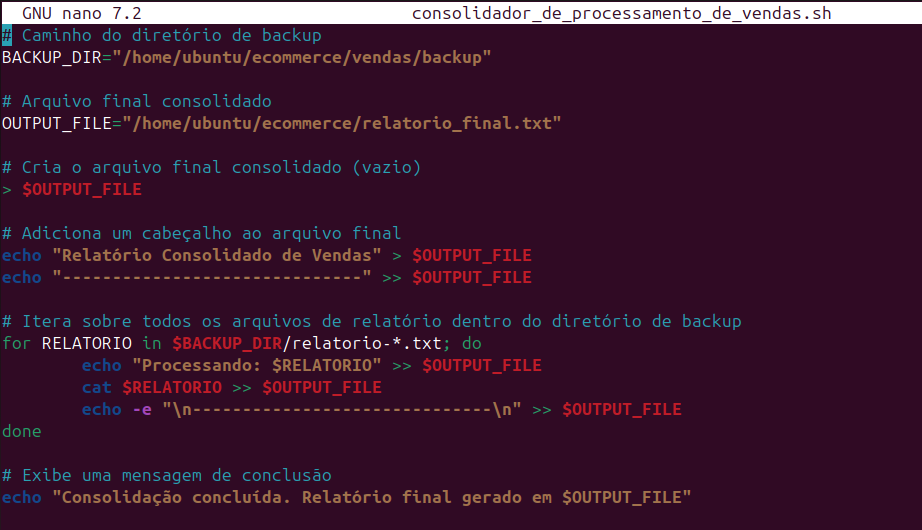 GNU nano 7.2 consolidador_de_processamento_de_vendas.sh
# Caminho do diretório de backup
BACKUP_DIR="/home/ubuntu/ecommerce/vendas/backup"
# Arquivo final consolidado
OUTPUT_FILE="/home/ubuntu/ecommerce/relatorio_final.txt"
# Cria o arquivo final consolidado (vazio)
> $OUTPUT_FILE
# Adiciona um cabeçalho ao arquivo final
echo "Relatório Consolidado de Vendas" > $OUTPUT_FILE
echo "------------------------------" >> $OUTPUT_FILE
# Itera sobre todos os arquivos de relatório dentro do diretório de backup
for RELATORIO in $BACKUP_DIR/relatorio-*.txt; do
echo "Processando: $RELATORIO" >> $OUTPUT_FILE
cat $RELATORIO >> $OUTPUT_FILE
echo -e "\n------------------------------\n" >> $OUTPUT_FILE
done
# Exibe uma mensagem de conclusão
echo "Consolidação concluída. Relatório final gerado em $OUTPUT_FILE"